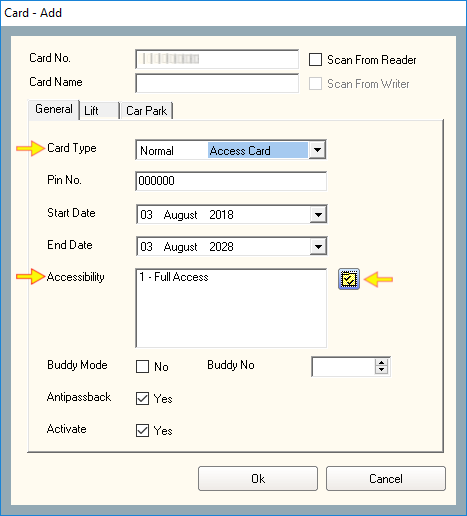 Card - Add
Card No.
Scan From Reader
Card Name
Scan From Writer
General Lift Car Park
Card Type Normal Access Card
Pin No. 000000
Start Date 03 August 2018
End Date 03 August 2028
Accessibility 1 - Full Access
Buddy Mode No Buddy No
Antipassback Yes
Activate Yes
Ok Cancel